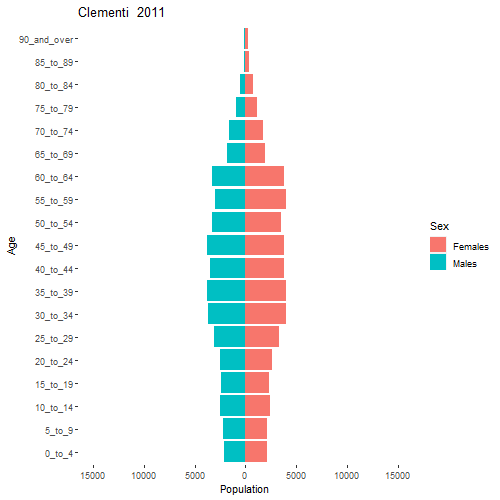 Clementi  2011
90_and_over
85_to_89
80_to_84
75_to_79
70_to_74
65_to_69
60_to_64
55_to_59
50_to_54
45_to_49
40_to_44
35_to_39
30_to_34
25_to_29
20_to_24
15_to_19
10_to_14
5_to_9
0_to_4
Age
15000 10000 5000 0 5000 10000 15000
Population
Sex
Females
Males